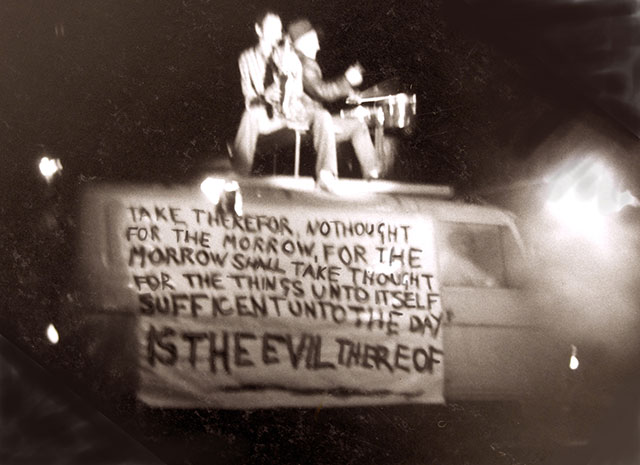 TAKE THEREFOR, NOTHOUGHT
FOR THE MORROW, FOR THE
MORROW SHALL TAKE THOUGHT
FOR THE THINGS UNTO ITSELF
SUFFICENT UNTO THE DAY
IS THE EVIL THEREOF